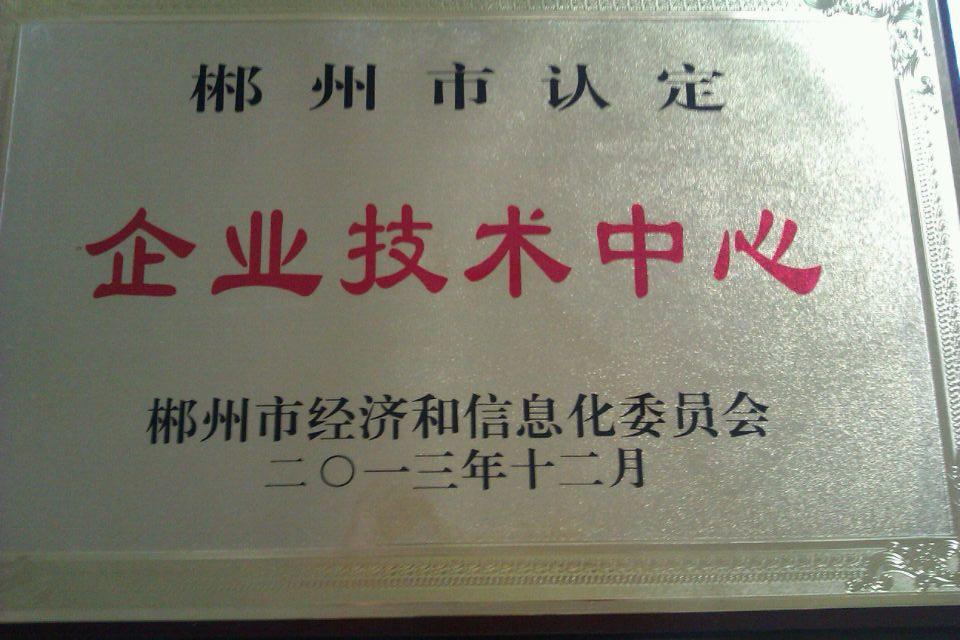 郴州市认定
企业技术中心
郴州市经济和信息化委员会
二〇一三年十二月